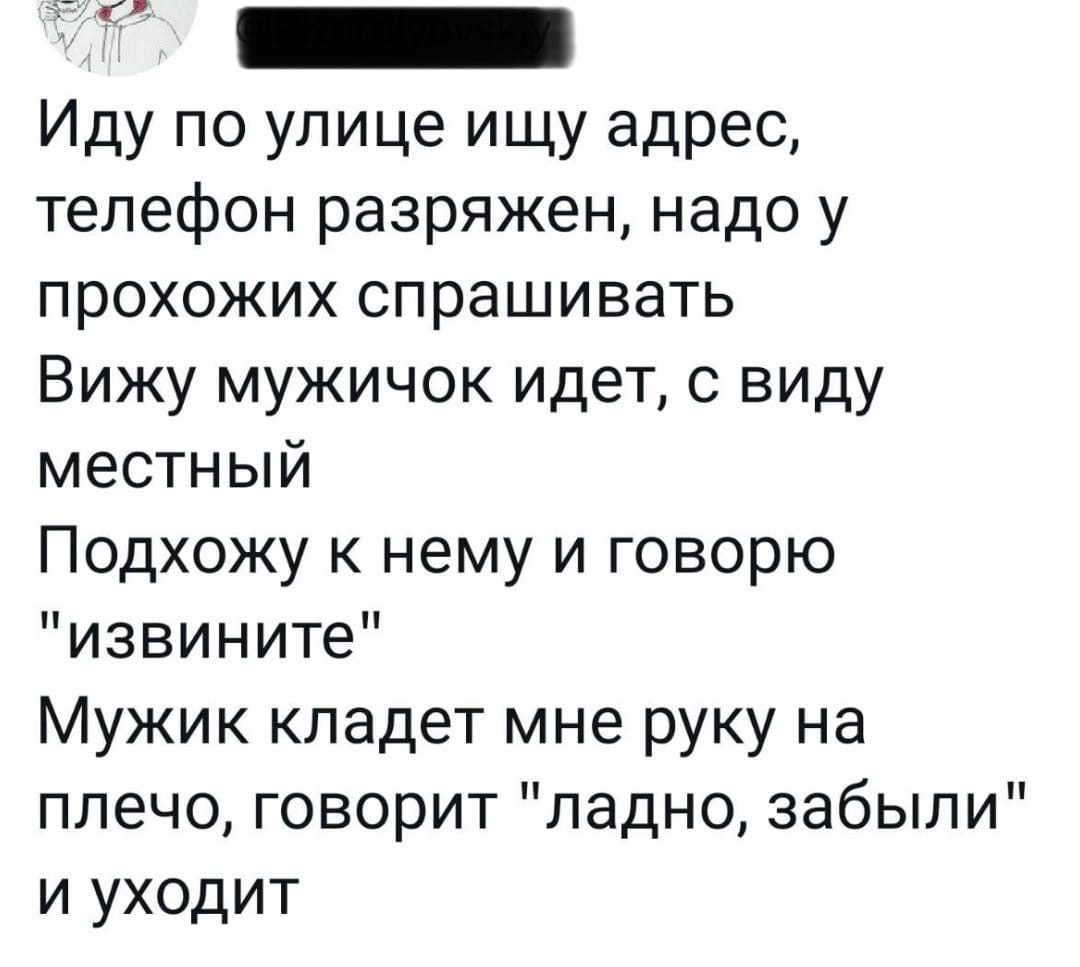 Иду по улице ищу адрес,
телефон разряжен, надо у
прохожих спрашивать
Вижу мужичок идет, с виду
местный
Подхожу к нему и говорю
"извините"
Мужик кладет мне руку на
плечо, говорит "ладно, забыли"
и уходит